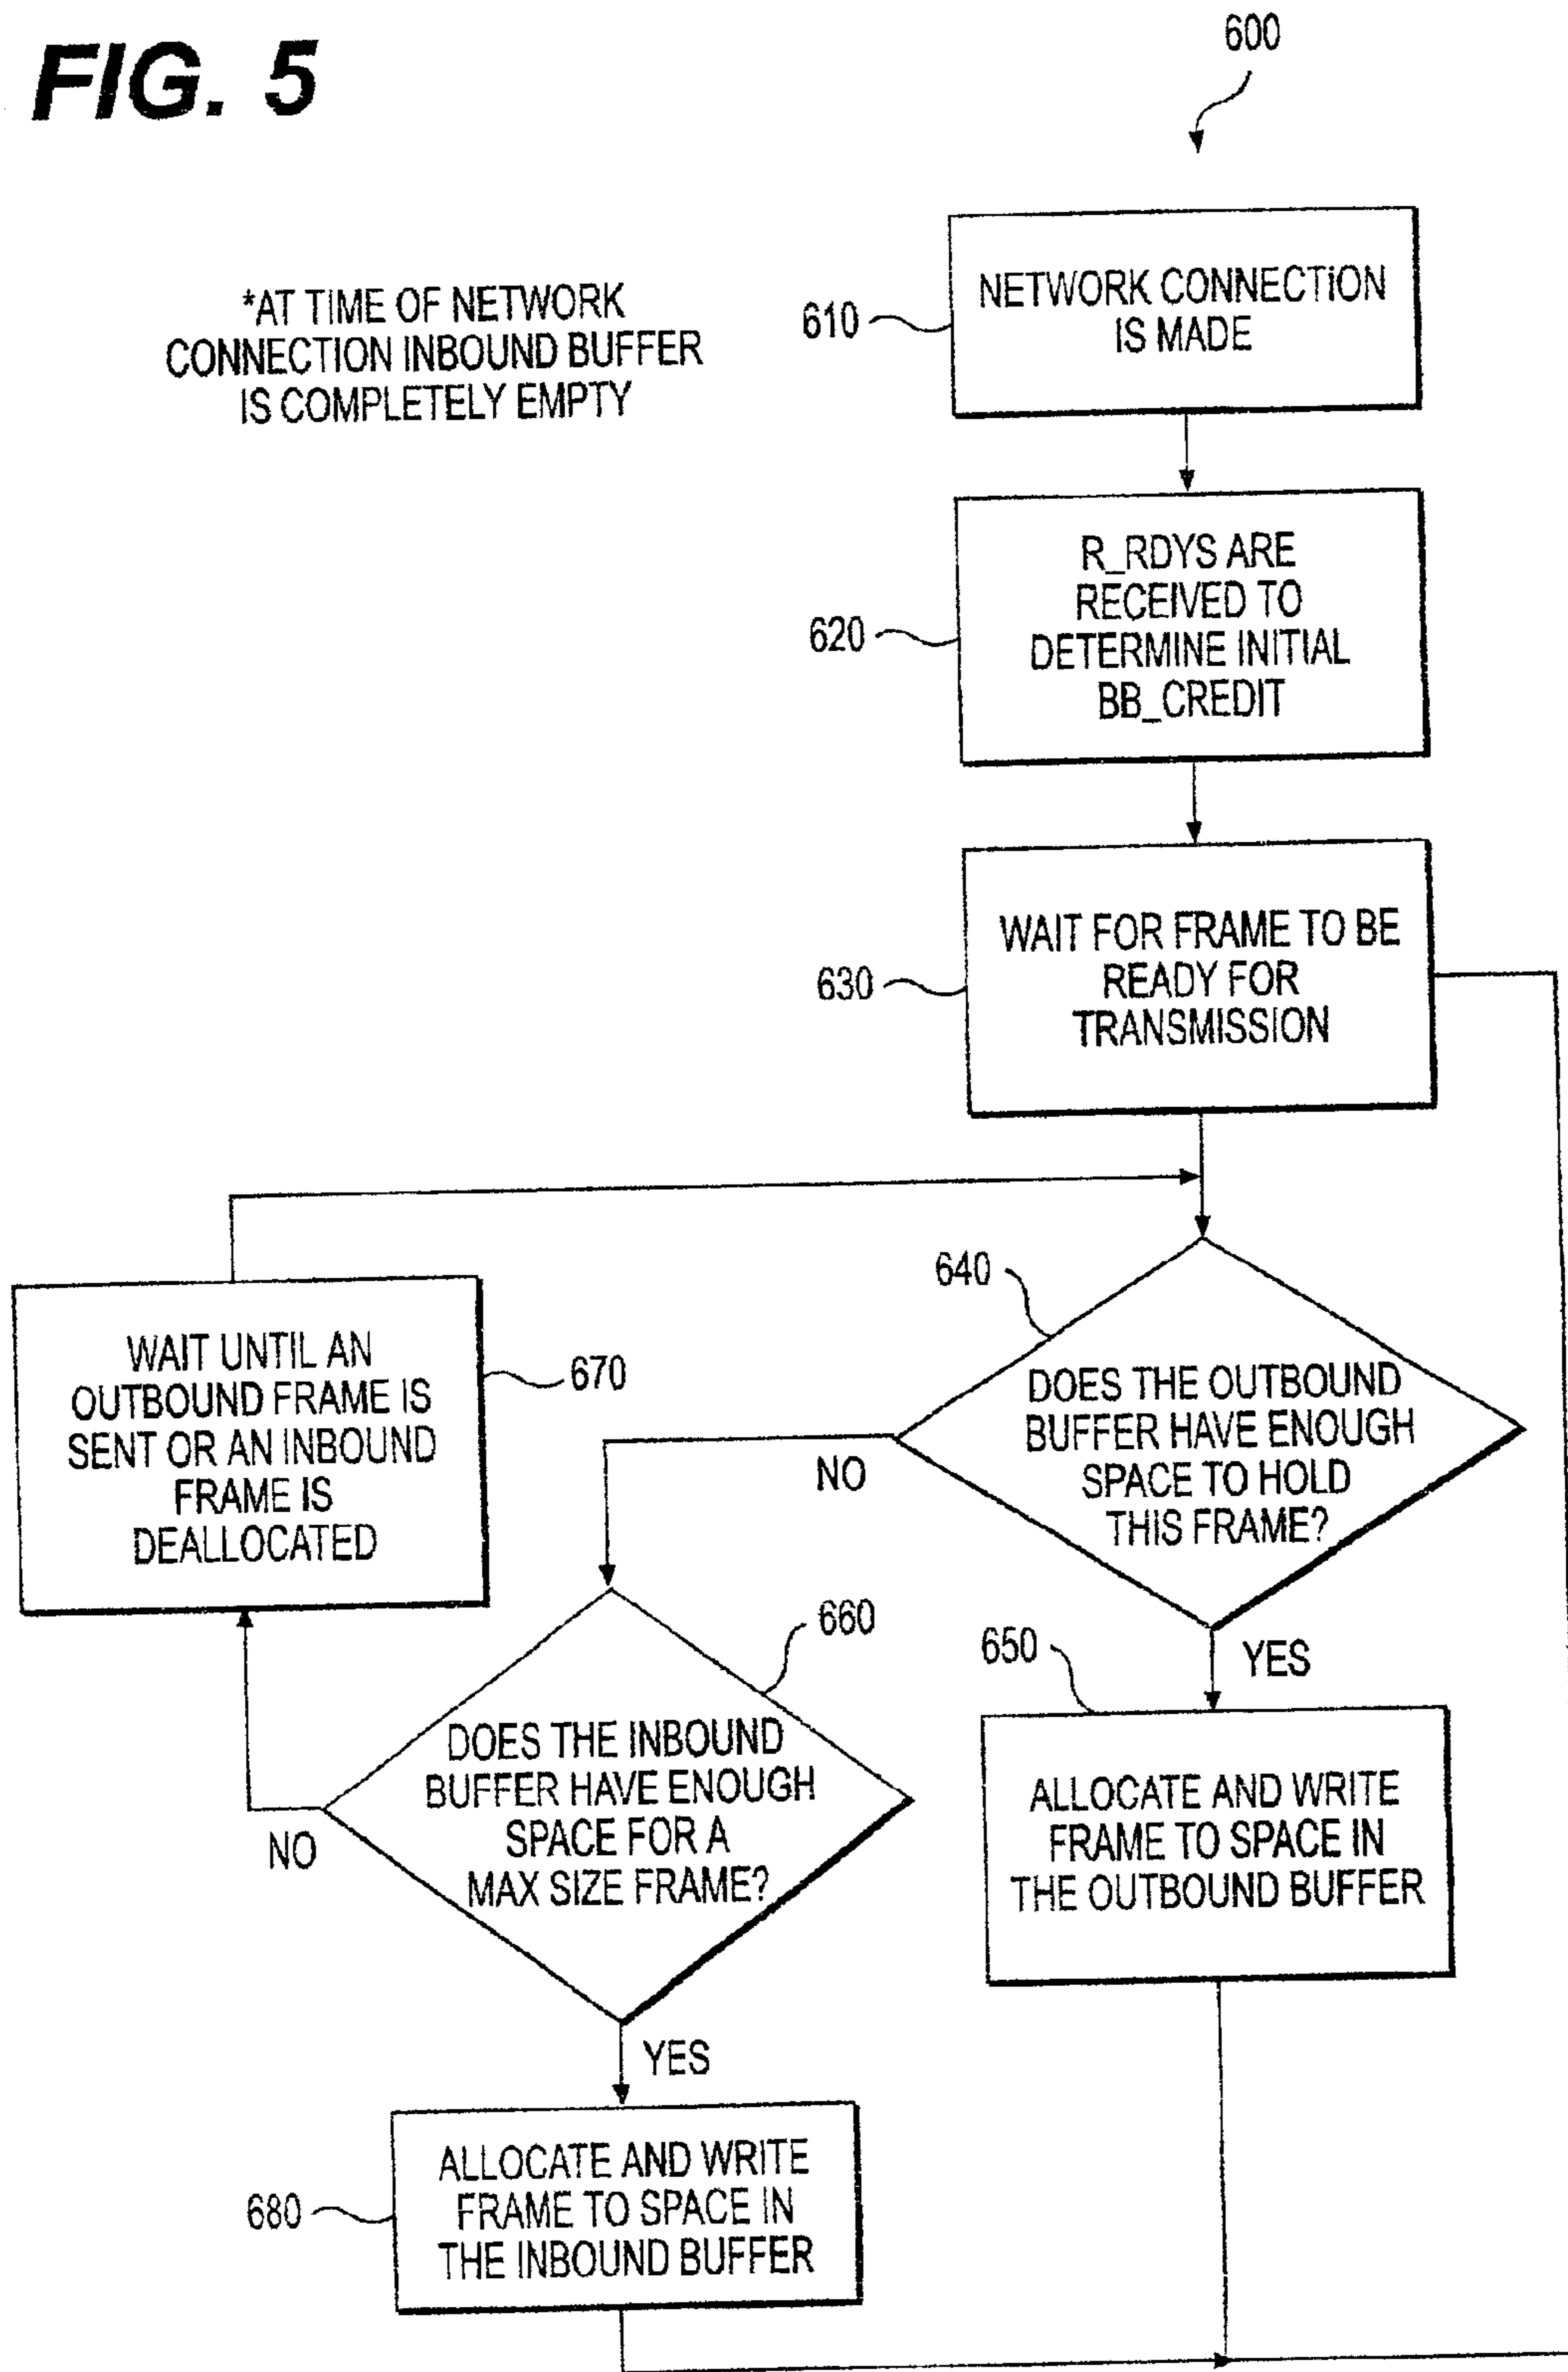 FIG. 5
600
*AT TIME OF NETWORK
CONNECTION INBOUND BUFFER
IS COMPLETELY EMPTY
610
NETWORK CONNECTION
IS MADE
620
R_RDYS ARE
RECEIVED TO
DETERMINE INITIAL
BB_CREDIT
630
WAIT FOR FRAME TO BE
READY FOR
TRANSMISSION
640
DOES THE OUTBOUND
BUFFER HAVE ENOUGH
SPACE TO HOLD
THIS FRAME?
NO
YES
650
ALLOCATE AND WRITE
FRAME TO SPACE IN
THE OUTBOUND BUFFER
660
DOES THE INBOUND
BUFFER HAVE ENOUGH
SPACE FOR A
MAX SIZE FRAME?
NO
YES
670
WAIT UNTIL AN
OUTBOUND FRAME IS
SENT OR AN INBOUND
FRAME IS
DEALLOCATED
680
ALLOCATE AND WRITE
FRAME TO SPACE IN
THE INBOUND BUFFER